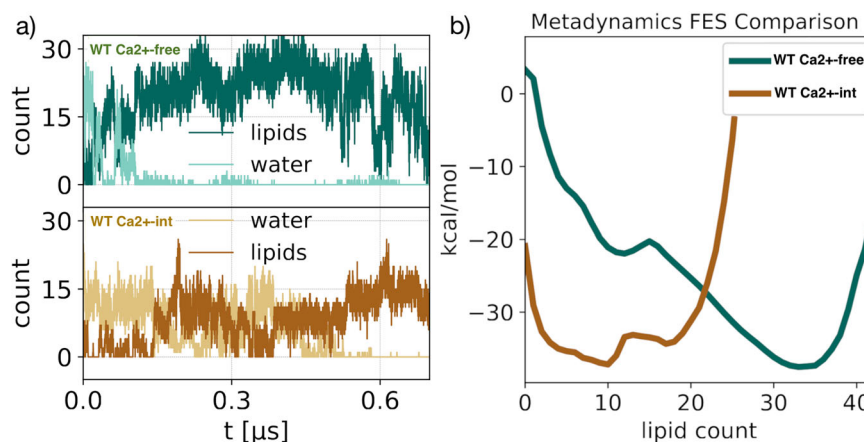 a)
WT Ca2+-free
30
15
0
count
lipids
water
WT Ca2+-int
30
15
0
count
water
lipids
0.0
0.3
0.6
t [µs]
b)
Metadynamics FES Comparison
WT Ca2+-free
WT Ca2+-int
0
−10
−20
−30
kcal/mol
0
10
20
30
40
lipid count